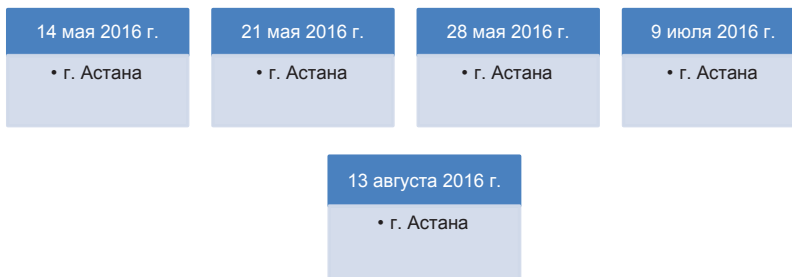 14 мая 2016 г.
• г. Астана
21 мая 2016 г.
• г. Астана
28 мая 2016 г.
• г. Астана
9 июля 2016 г.
• г. Астана
13 августа 2016 г.
• г. Астана